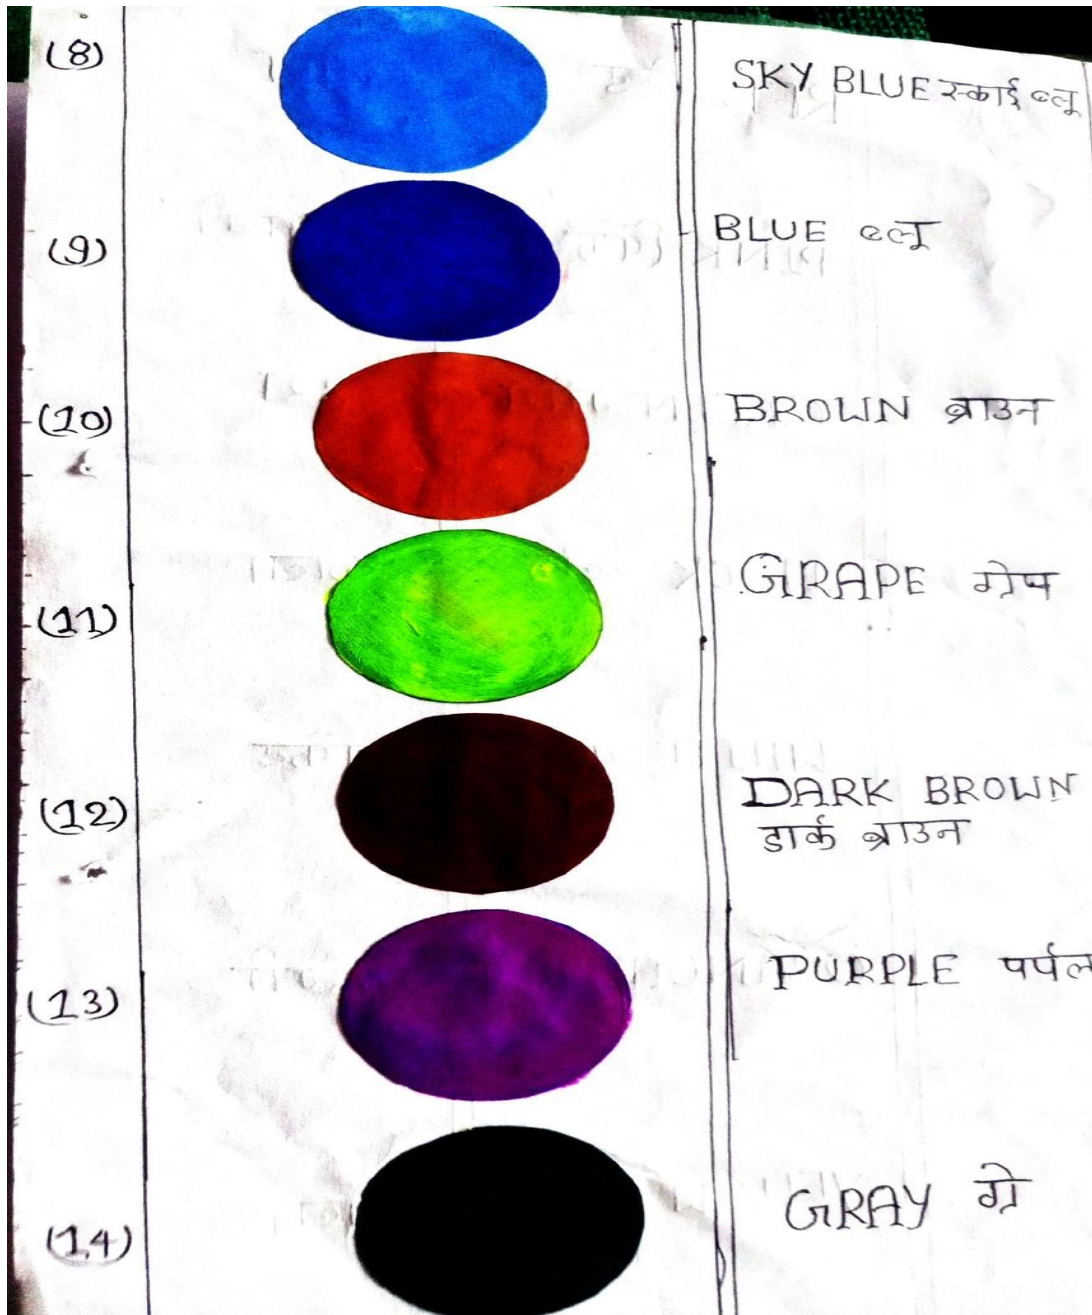 (8) SKY BLUE स्काई ब्लू
(9) BLUE ब्लू
(10) BROWN ब्राउन
(11) GRAPE ग्रेप
(12) DARK BROWN
डार्क ब्राउन
(13) PURPLE पर्पल
(14) GRAY ग्रे